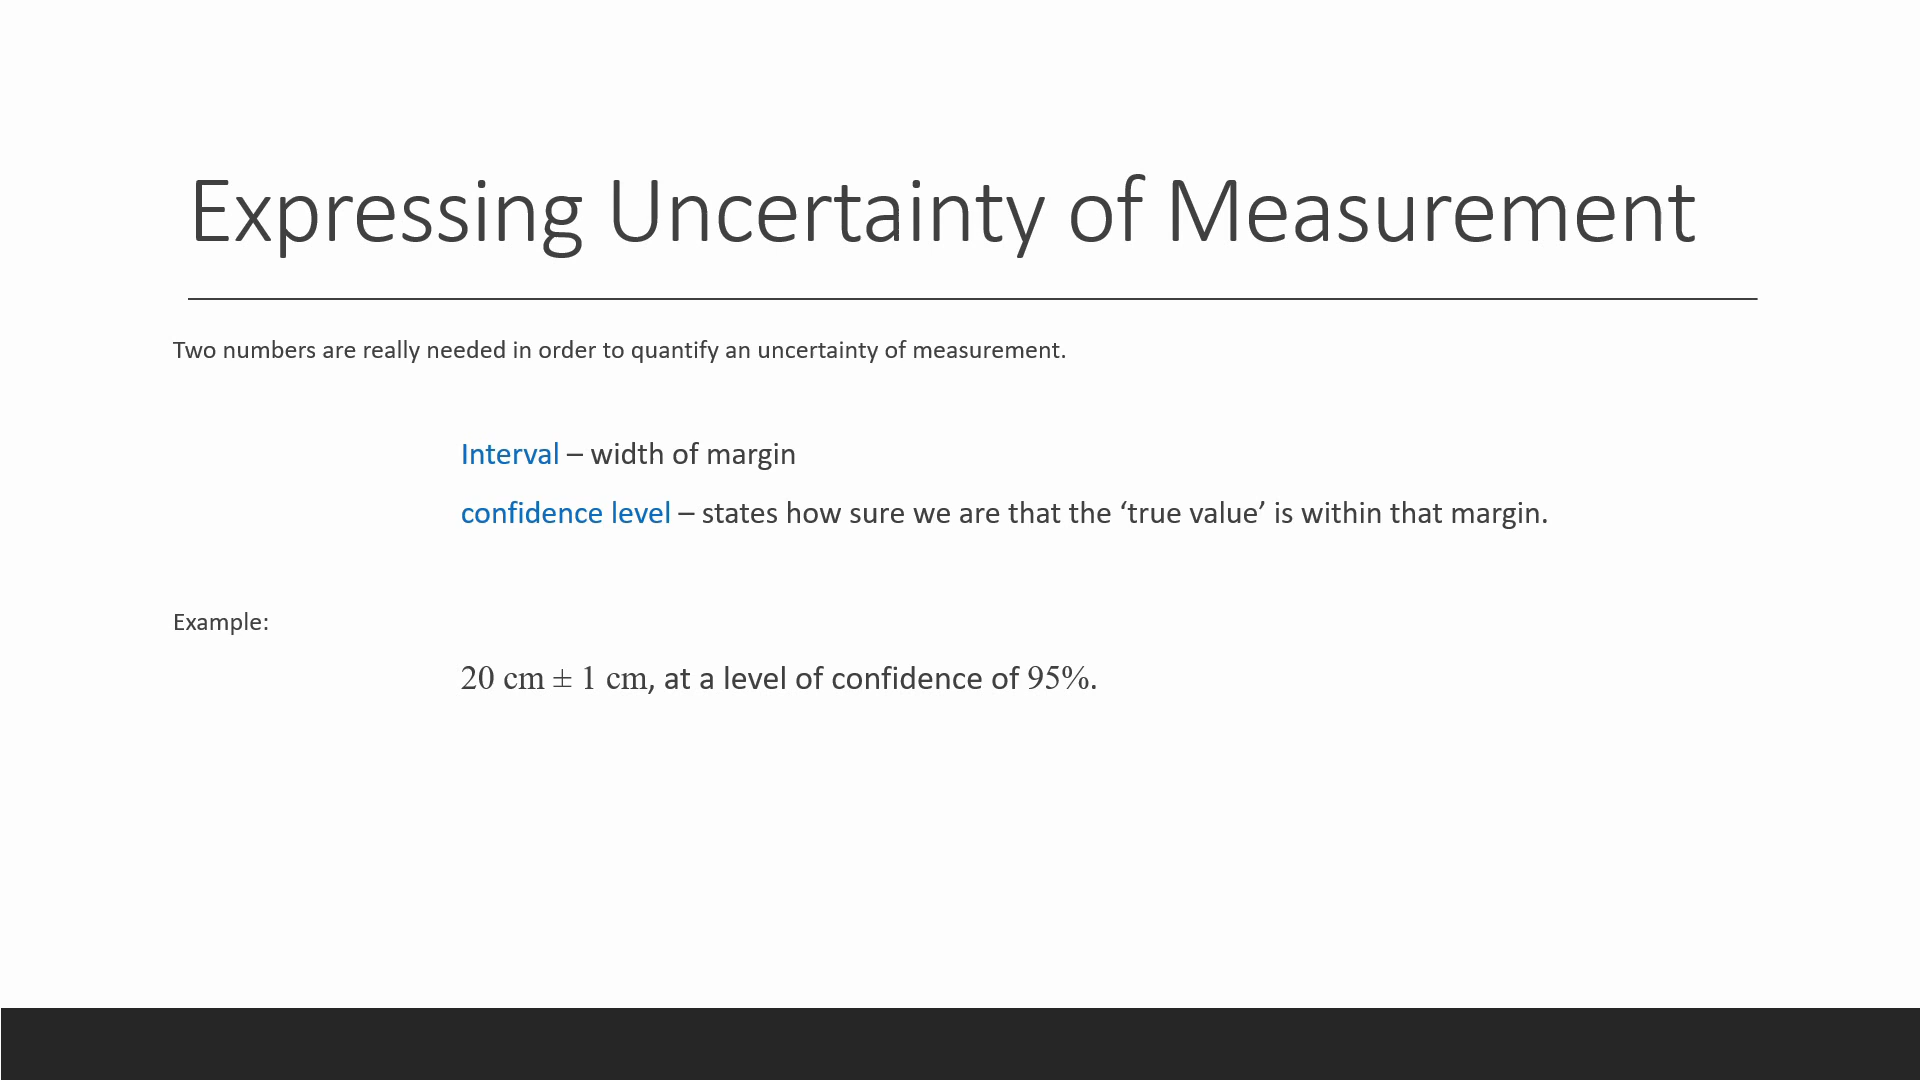 Expressing Uncertainty of Measurement
Two numbers are really needed in order to quantify an uncertainty of measurement.
Interval – width of margin
confidence level – states how sure we are that the ‘true value’ is within that margin.
Example:
20 cm ± 1 cm, at a level of confidence of 95%.